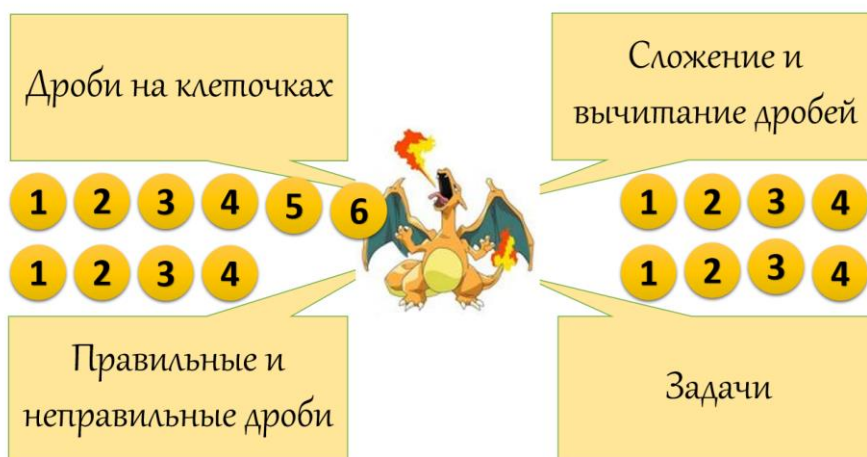 Дроби на клеточках
Сложение и
вычитание дробей
1 2 3 4 5 6
1 2 3 4
1 2 3 4
1 2 3 4
Правильные и
неправильные дроби
Задачи